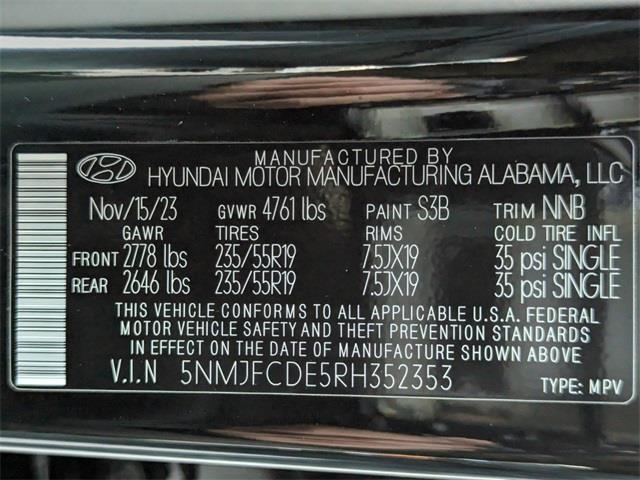 MANUFACTURED BY
HYUNDAI MOTOR MANUFACTURING ALABAMA, LLC
Nov/15/23 GVWR 4761 lbs PAINT S3B TRIM NNB
GAWR TIRES RIMS COLD TIRE INFL
FRONT 2778 lbs 235/55R19 7.5JX19 35 psi SINGLE
REAR 2646 lbs 235/55R19 7.5JX19 35 psi SINGLE
THIS VEHICLE CONFORMS TO ALL APPLICABLE U.S.A. FEDERAL
MOTOR VEHICLE SAFETY AND THEFT PREVENTION STANDARDS
IN EFFECT ON THE DATE OF MANUFACTURE SHOWN ABOVE
V.I.N 5NMJFCDE5RH352353 TYPE: MPV